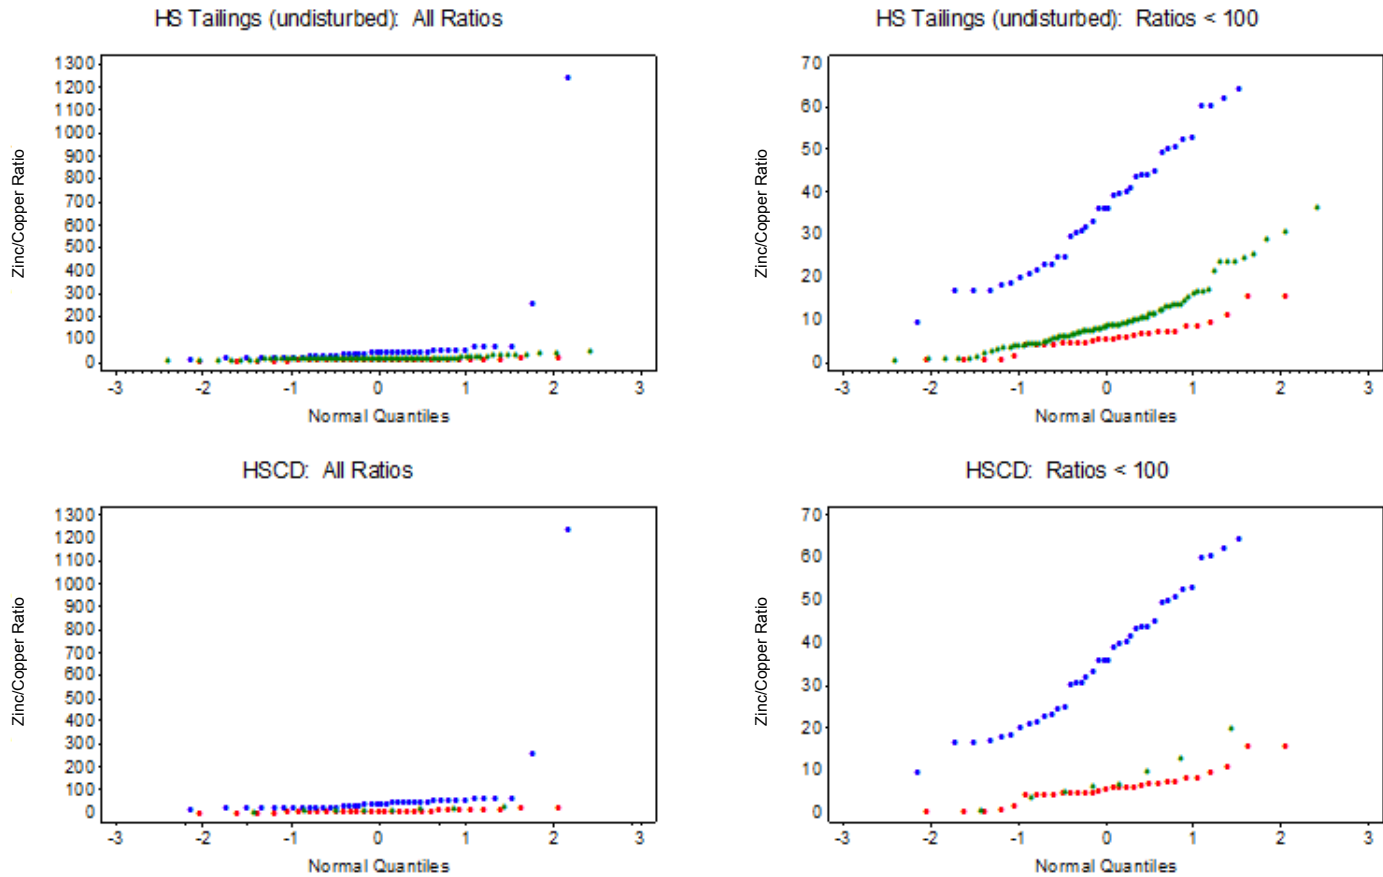 HS Tailings (undisturbed): All Ratios
Zinc/Copper Ratio
1300
1200
1100
1000
900
800
700
600
500
400
300
200
100
0
-3 -2 -1 0 1 2 3
Normal Quantiles
HS Tailings (undisturbed): Ratios < 100
Zinc/Copper Ratio
70
60
50
40
30
20
10
0
-3 -2 -1 0 1 2 3
Normal Quantiles
HSCD: All Ratios
Zinc/Copper Ratio
1300
1200
1100
1000
900
800
700
600
500
400
300
200
100
0
-3 -2 -1 0 1 2 3
Normal Quantiles
HSCD: Ratios < 100
Zinc/Copper Ratio
70
60
50
40
30
20
10
0
-3 -2 -1 0 1 2 3
Normal Quantiles